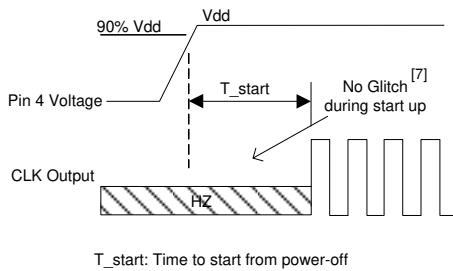 Vdd
90% Vdd
T_start
No Glitch [7]
during start up
Pin 4 Voltage
CLK Output
HZ
T_start: Time to start from power-off